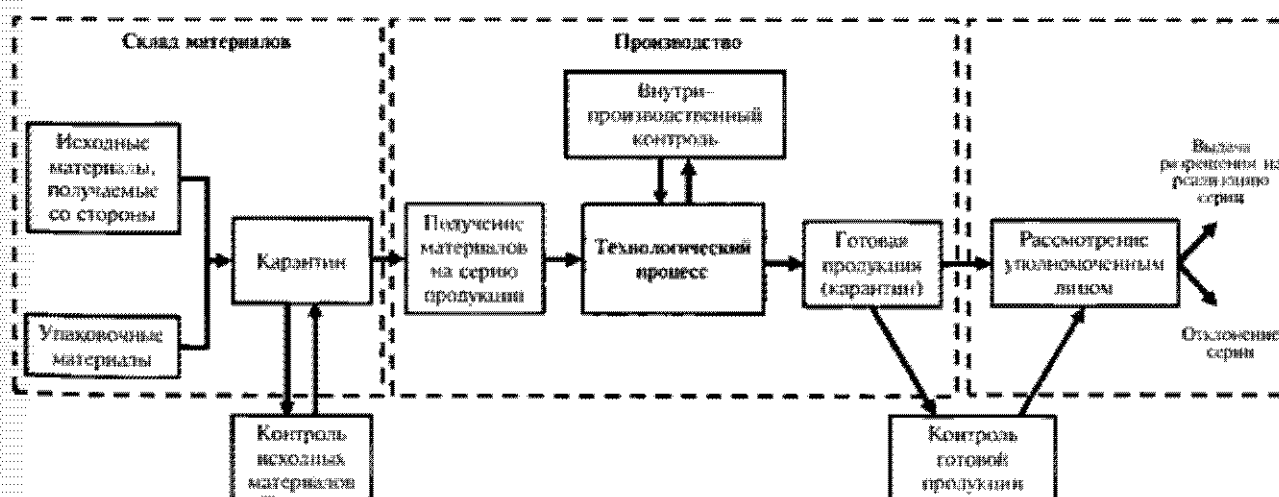 Склад материалов
Производство
Внутри-
производственный
контроль
Исходные
материалы,
получаемые
со стороны
Выдача
разрешения на
реализацию
серии
Карантин
Получение
материалов
на серию
продукции
Технологический
процесс
Готовая
продукция
(карантин)
Рассмотрение
уполномоченным
лицом
Упаковочные
материалы
Отклонение
серии
Контроль
исходных
материалов
Контроль
готовой
продукции